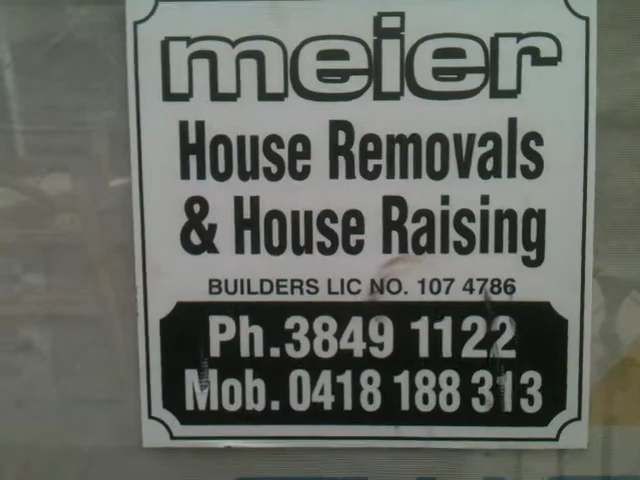 meier
House Removals
& House Raising
BUILDERS LIC NO. 107 4786
Ph.3849 1122
Mob. 0418 188 313